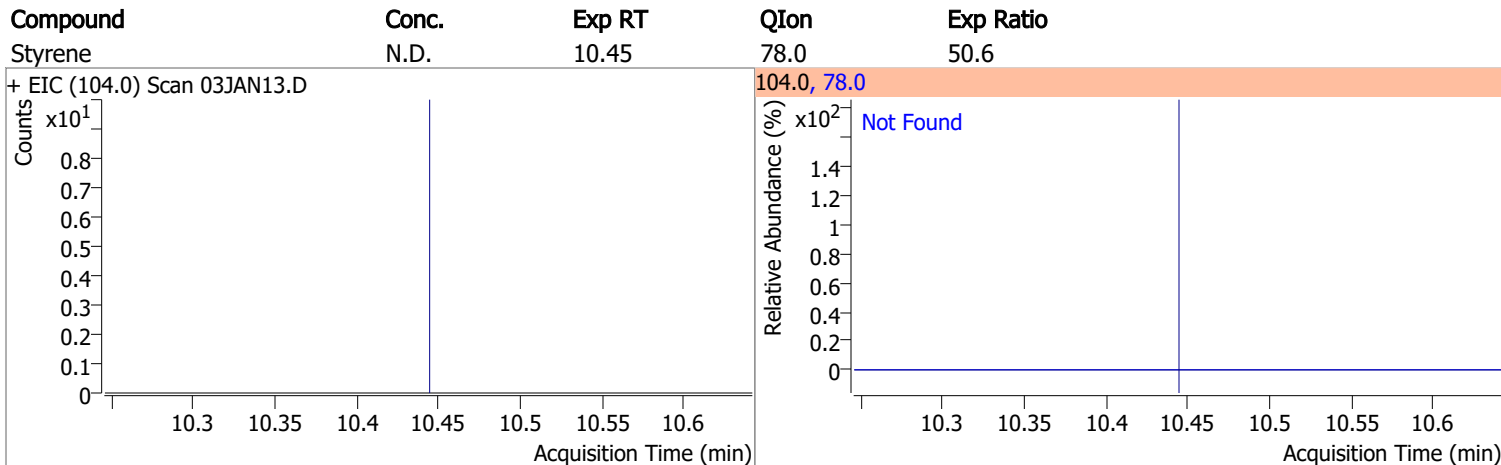 Compound Conc. Exp RT QIon Exp Ratio
Styrene N.D. 10.45 78.0 50.6
+ EIC (104.0) Scan 03JAN13.D
Counts
x10¹
0.8
0.7
0.6
0.5
0.4
0.3
0.2
0.1
0
10.3 10.35 10.4 10.45 10.5 10.55 10.6
Acquisition Time (min)
104.0, 78.0
Relative Abundance (%)
x10²
Not Found
1.4
1.2
1
0.8
0.6
0.4
0.2
0
10.3 10.35 10.4 10.45 10.5 10.55 10.6
Acquisition Time (min)